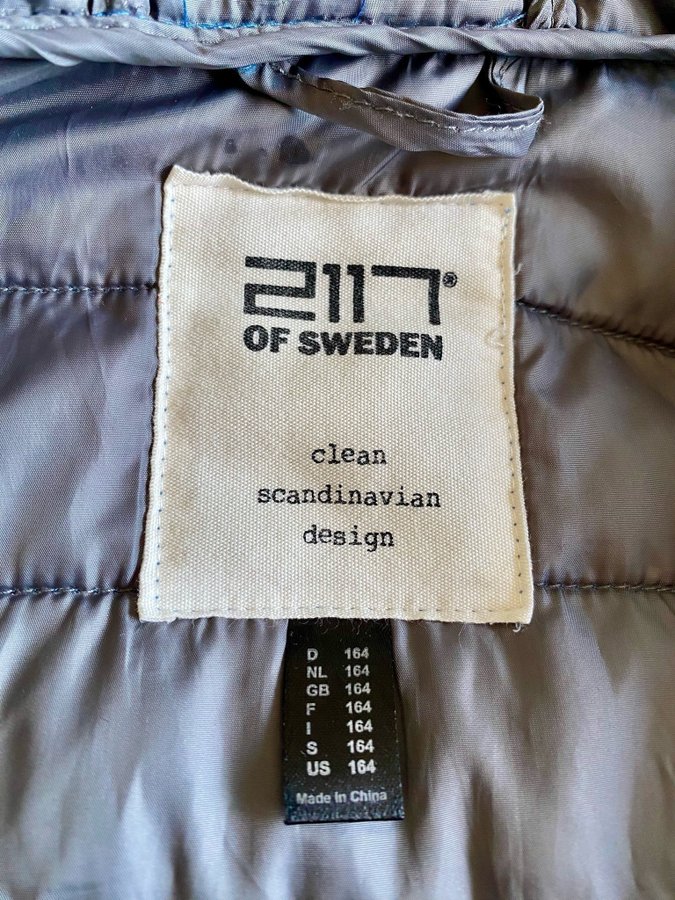 2117®
OF SWEDEN
clean
scandinavian
design
D 164
NL 164
GB 164
F 164
I 164
S 164
US 164
Made in China